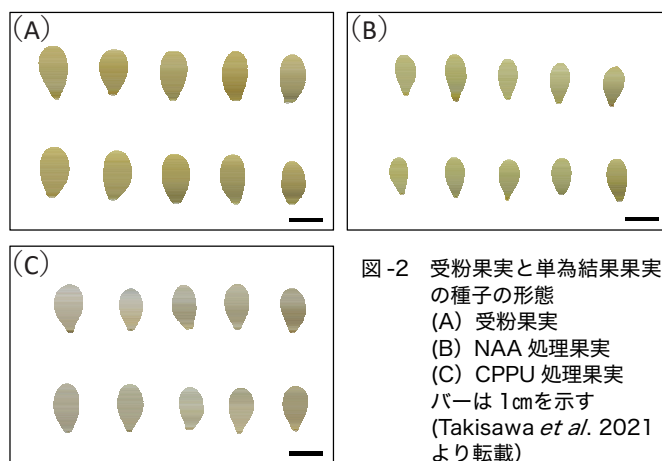 (A)
(B)
(C)
図-2 受粉果実と単為結果果実
の種子の形態
(A) 受粉果実
(B) NAA 処理果実
(C) CPPU 処理果実
バーは 1㎝を示す
(Takisawa et al. 2021
より転載)